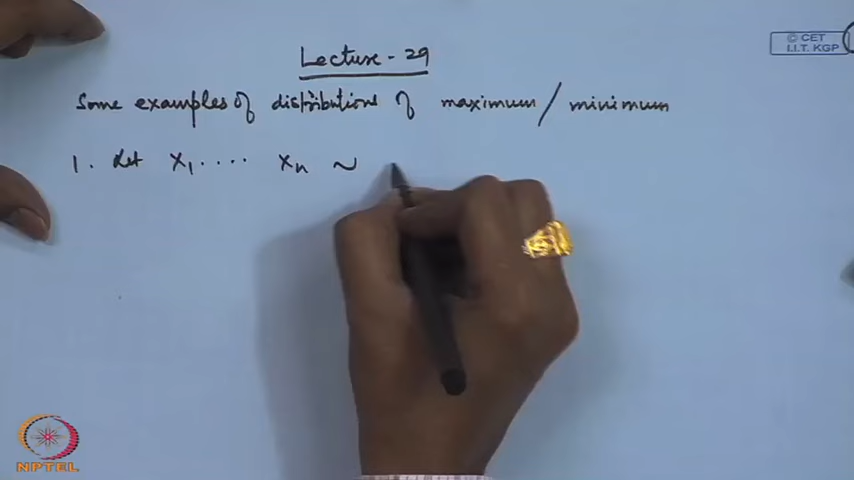 Lecture - 29
© CET
I.I.T. KGP
Some examples of distributions of maximum / minimum
1. Let X1..... Xn ~
NPTEL